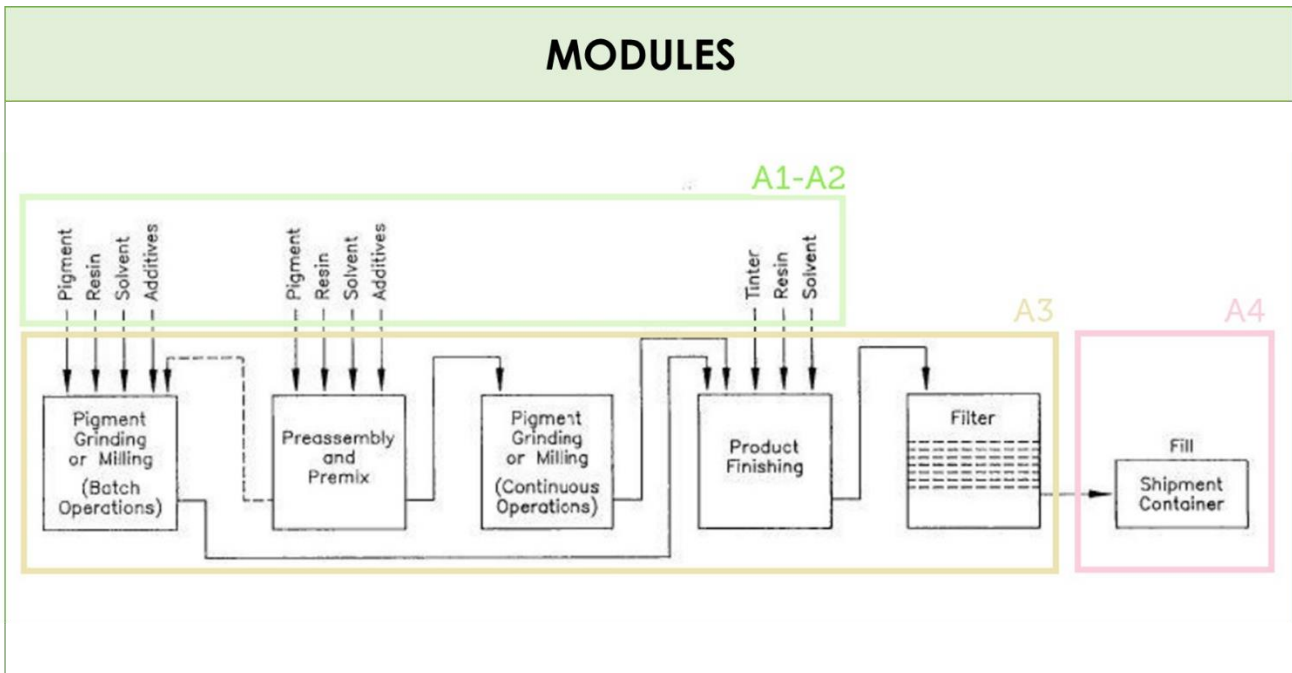 MODULES
A1-A2
Pigment
Resin
Solvent
Additives
Pigment
Resin
Solvent
Additives
Tinter
Resin
Solvent
A3
A4
Pigment
Grinding
or Milling
(Batch
Operations)
Preassembly
and
Premix
Pigment
Grinding
or Milling
(Continuous
Operations)
Product
Finishing
Filter
Fill
Shipment
Container